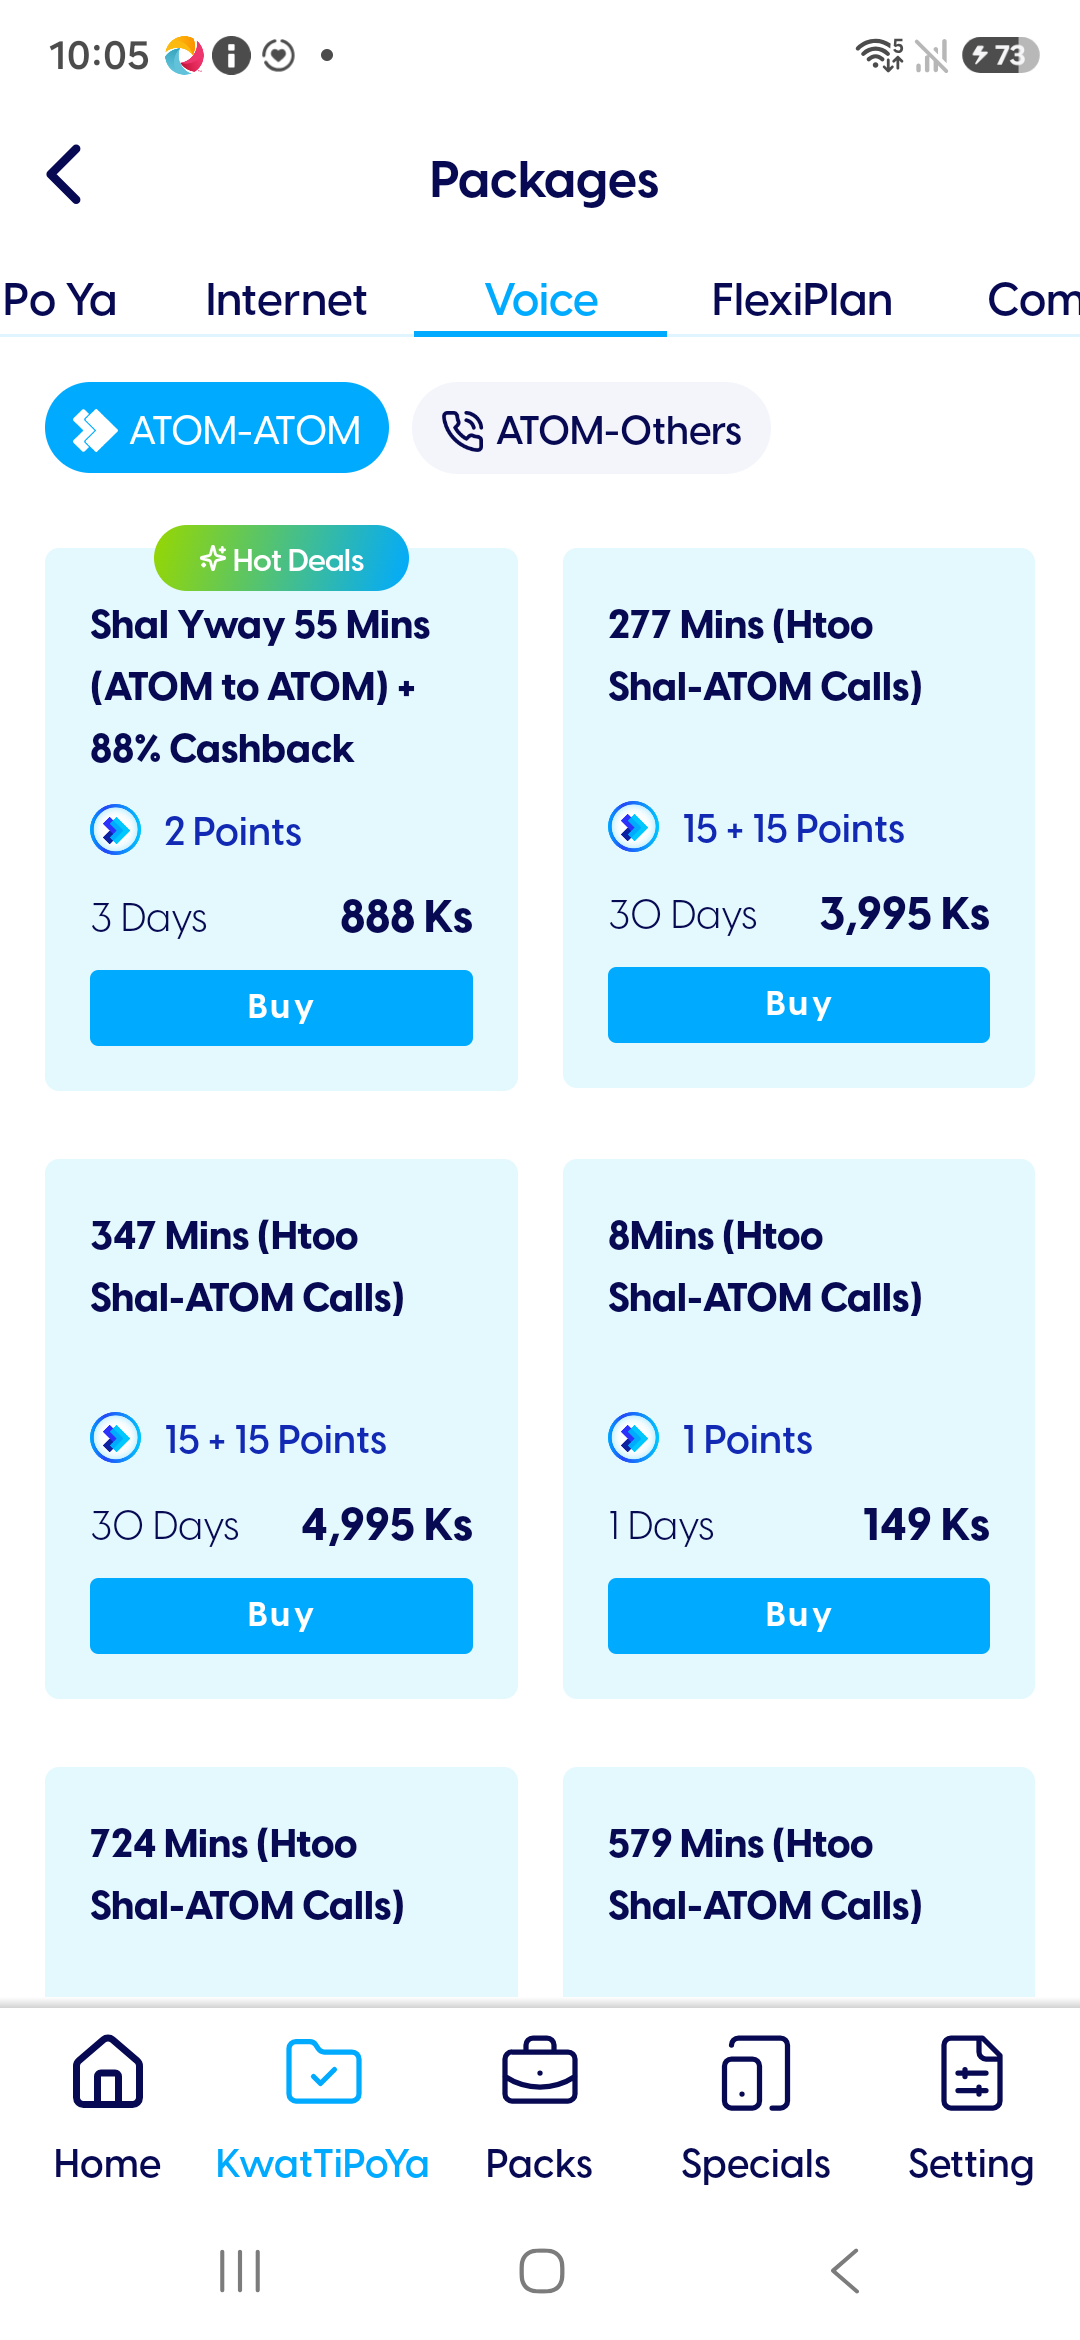 10:05
5
73
Packages
Po Ya
Internet
Voice
FlexiPlan
Com
ATOM-ATOM
ATOM-Others
Hot Deals
Shal Yway 55 Mins
(ATOM to ATOM) +
88% Cashback
2 Points
3 Days
888 Ks
Buy
277 Mins (Htoo
Shal-ATOM Calls)
15 + 15 Points
30 Days
3,995 Ks
Buy
347 Mins (Htoo
Shal-ATOM Calls)
15 + 15 Points
30 Days
4,995 Ks
Buy
8Mins (Htoo
Shal-ATOM Calls)
1 Points
1 Days
149 Ks
Buy
724 Mins (Htoo
Shal-ATOM Calls)
579 Mins (Htoo
Shal-ATOM Calls)
Home
KwatTiPoYa
Packs
Specials
Setting